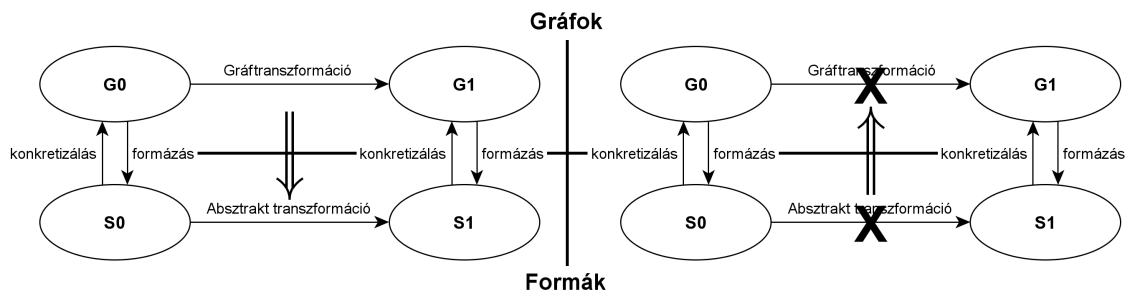 Gráfok
G0 Gráftranszformáció G1 G0 Gráftranszformáció G1
konkretizálás formázás konkretizálás formázás konkretizálás formázás konkretizálás formázás
S0 Absztrakt transzformáció S1 S0 Absztrakt transzformáció S1
Formák